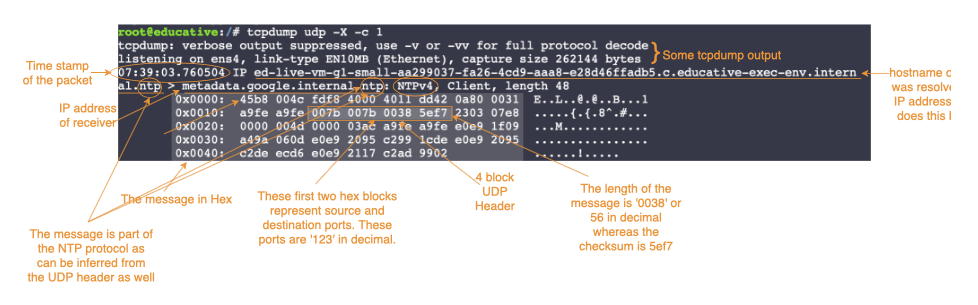 root@educative:/# tcpdump udp -X -c 1
tcpdump: verbose output suppressed, use -v or -vv for full protocol decode
listening on ens4, link-type EN10MB (Ethernet), capture size 262144 bytes
Some tcpdump output
07:39:03.760504 IP ed-live-vm-g1-small-aa299037-fa26-4cd9-aaa8-e28d46ffadb5.c.educative-exec-env.intern
al.ntp > metadata.google.internal.ntp: NTPv4, Client, length 48
0x0000: 45b8 004c fdf8 4000 4011 dd42 0a80 0031 E..L..@.@..B...1
0x0010: a9fe a9fe 007b 007b 0038 5ef7 2303 07e8 .....{.{.8^.#...
0x0020: 0000 004d 0000 03ac a9fe a9fe e0e9 1f09 ...M............
0x0030: a49a 060d e0e9 2095 c299 1cde e0e9 2095
0x0040: c2de ecd6 e0e9 2117 c2ad 9902 ......!.....
Time stamp
of the packet
IP address
of receiver
hostname
was resolve
IP address
does this
The message in Hex
These first two hex blocks
represent source and
destination ports. These
ports are '123' in decimal.
4 block
UDP
Header
The length of the
message is '0038' or
56 in decimal
whereas the
checksum is 5ef7
The message is part of
the NTP protocol as
can be inferred from
the UDP header as well